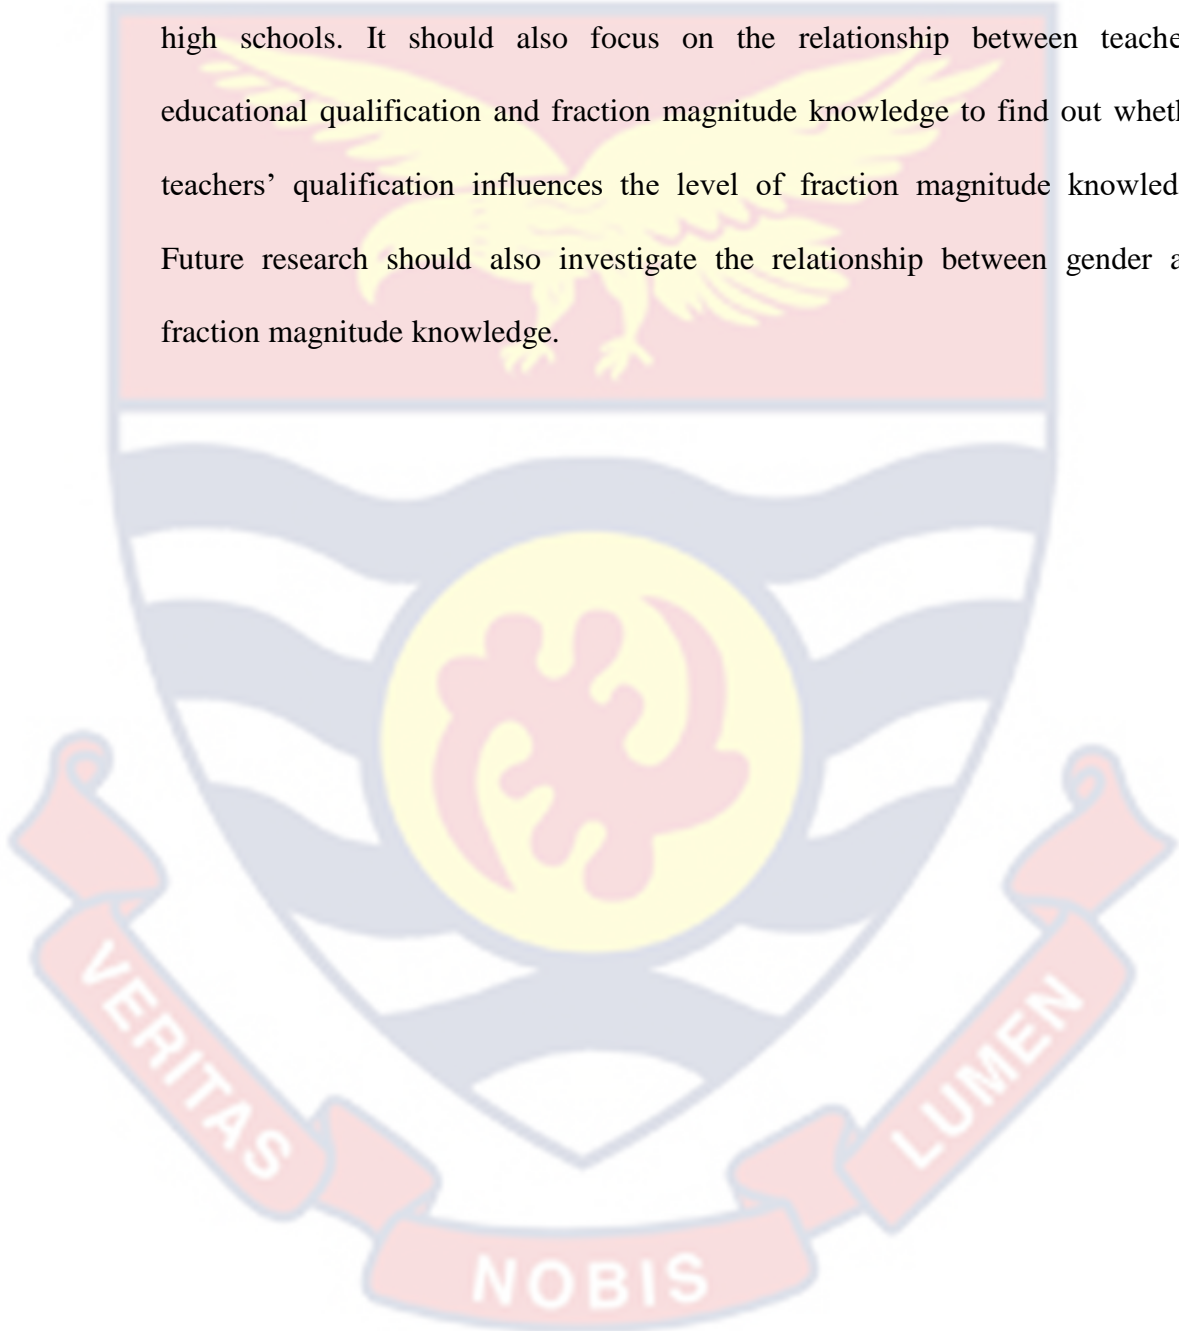 high schools. It should also focus on the relationship between teache
educational qualification and fraction magnitude knowledge to find out wheth
teachers’ qualification influences the level of fraction magnitude knowled
Future research should also investigate the relationship between gender a
fraction magnitude knowledge.
VERITAS
NOBIS
LUMEN